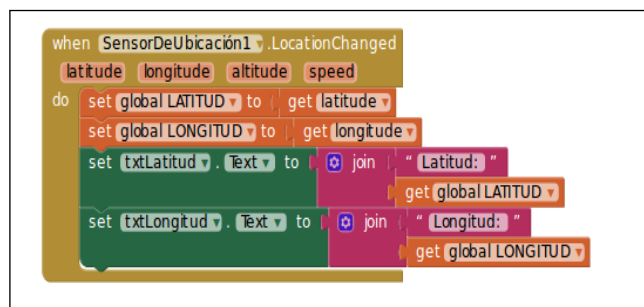 when SensorDeUbicación1 .LocationChanged
latitude longitude altitude speed
do set global LATITUD to get latitude
set global LONGITUD to get longitude
set txtLatitud . Text to join " Latitud: "
get global LATITUD
set txtLongitud . Text to join " Longitud: "
get global LONGITUD